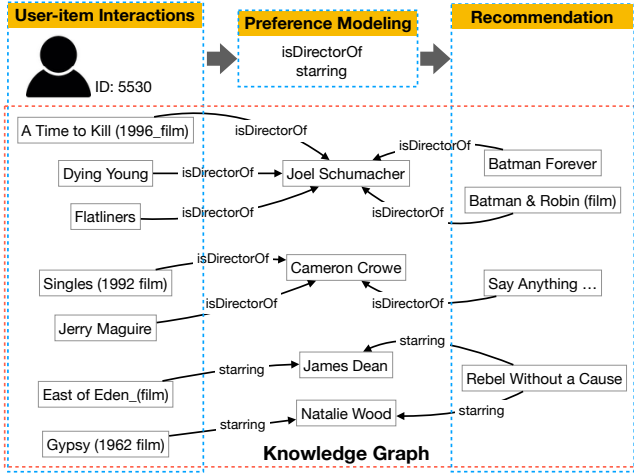 User-item Interactions
Preference Modeling
Recommendation
isDirectorOf
starring
ID: 5530
A Time to Kill (1996_film)
isDirectorOf
isDirectorOf
Batman Forever
Dying Young
isDirectorOf
Joel Schumacher
Batman & Robin (film)
Flatliners
isDirectorOf
isDirectorOf
isDirectorOf
Cameron Crowe
Singles (1992 film)
Say Anything ...
isDirectorOf
isDirectorOf
Jerry Maguire
starring
James Dean
starring
Rebel Without a Cause
East of Eden_(film)
Natalie Wood
starring
starring
Gypsy (1962 film)
Knowledge Graph